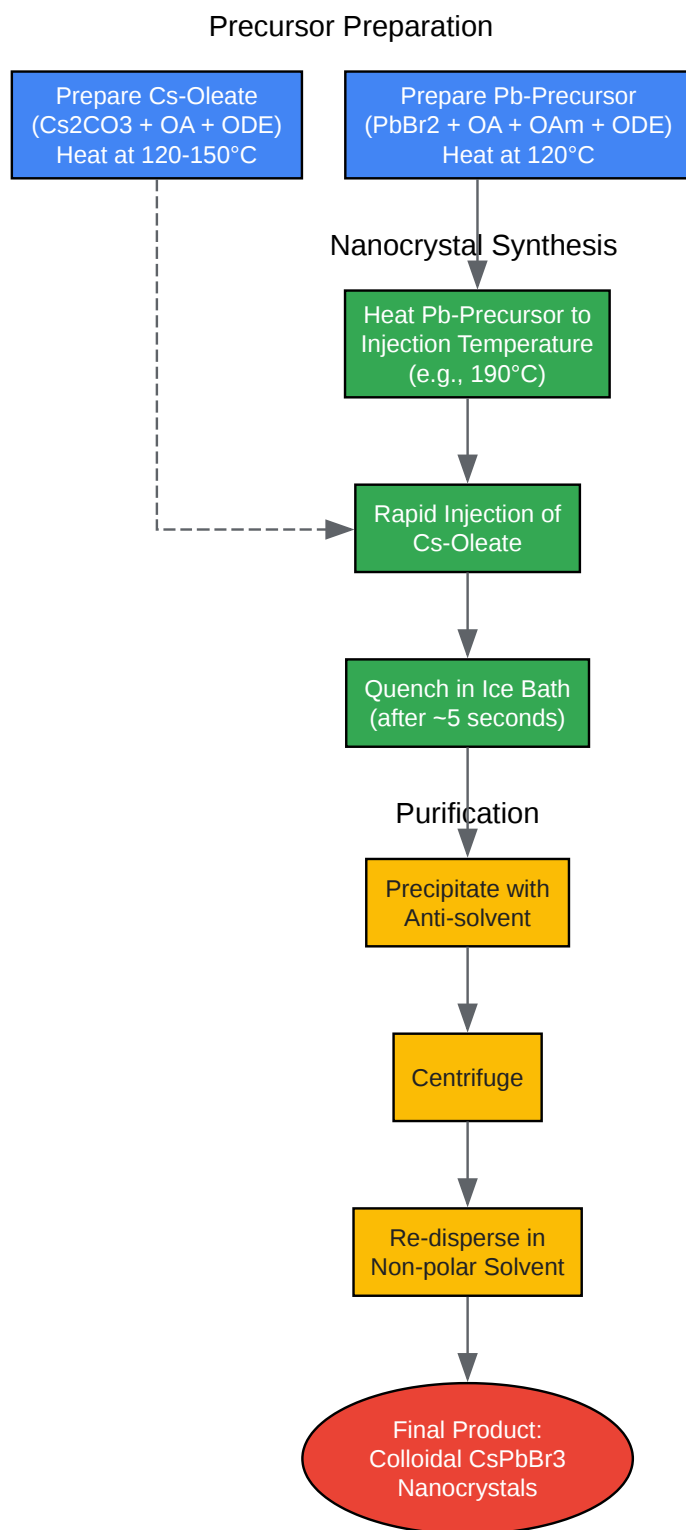 Precursor Preparation
Prepare Cs-Oleate
(Cs2CO3 + OA + ODE)
Heat at 120-150°C
Prepare Pb-Precursor
(PbBr2 + OA + OAm + ODE)
Heat at 120°C
Nanocrystal Synthesis
Heat Pb-Precursor to
Injection Temperature
(e.g., 190°C)
Rapid Injection of
Cs-Oleate
Quench in Ice Bath
(after ~5 seconds)
Purification
Precipitate with
Anti-solvent
Centrifuge
Re-disperse in
Non-polar Solvent
Final Product:
Colloidal CsPbBr3
Nanocrystals